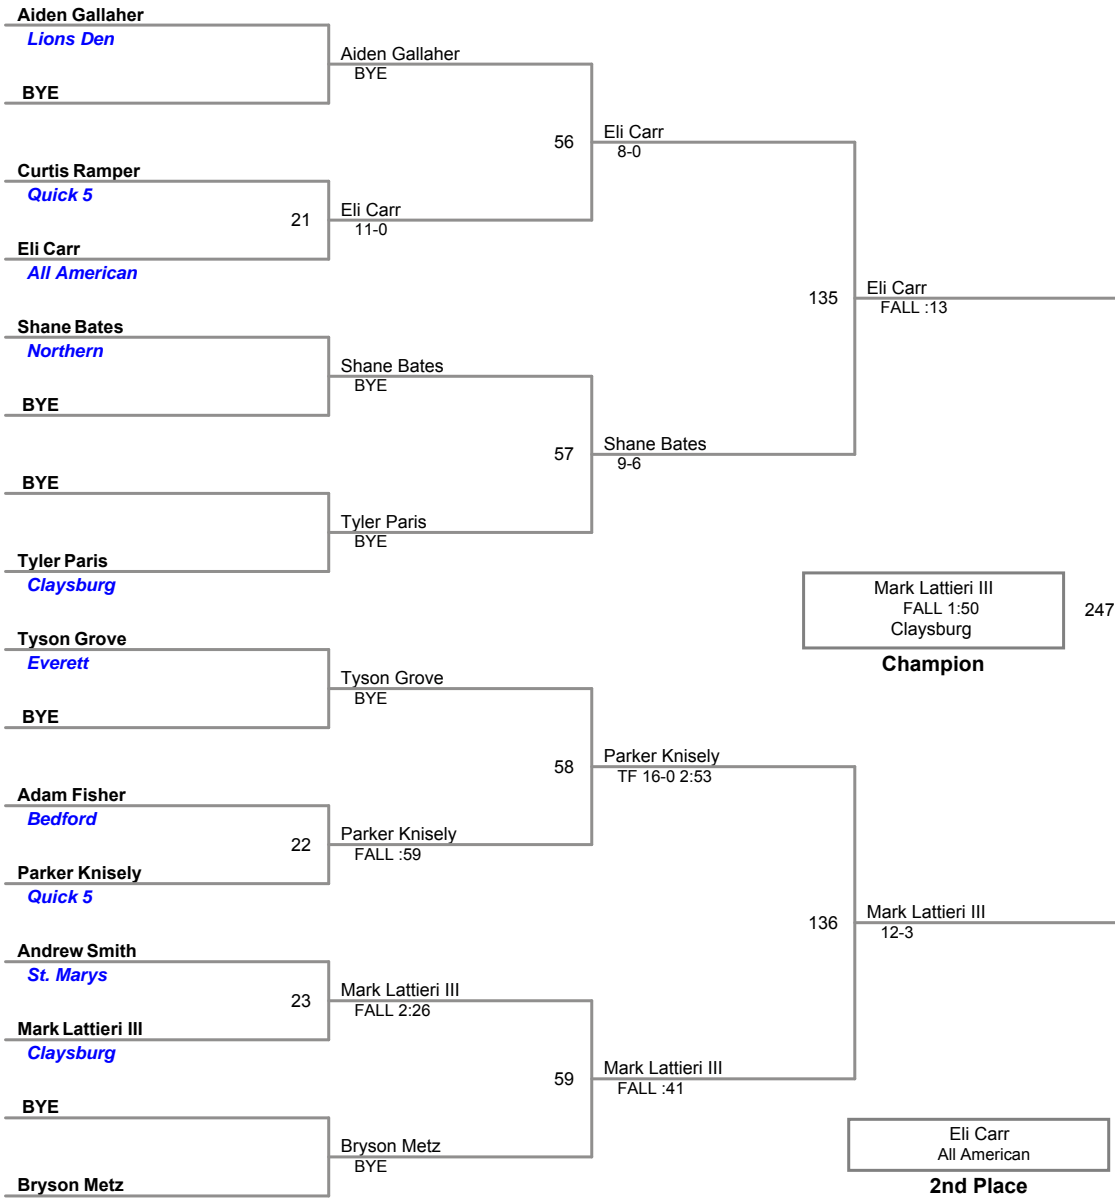 Aiden Gallaher
Lions Den
BYE
Curtis Ramper
Quick 5
21
Eli Carr
All American
Shane Bates
Northern
BYE
BYE
Tyler Paris
Claysburg
Tyson Grove
Everett
BYE
Adam Fisher
Bedford
22
Parker Knisely
Quick 5
Andrew Smith
St. Marys
23
Mark Lattieri III
Claysburg
BYE
Bryson Metz
Aiden Gallaher
BYE
56
Eli Carr
11-0
Shane Bates
BYE
57
Tyler Paris
BYE
Tyson Grove
BYE
58
Parker Knisely
FALL :59
Mark Lattieri III
FALL 2:26
59
Bryson Metz
BYE
Eli Carr
8-0
135
Shane Bates
9-6
Parker Knisely
TF 16-0 2:53
136
Mark Lattieri III
FALL :41
Eli Carr
FALL :13
Mark Lattieri III
FALL 1:50
Claysburg
247
Champion
Mark Lattieri III
12-3
Eli Carr
All American
2nd Place